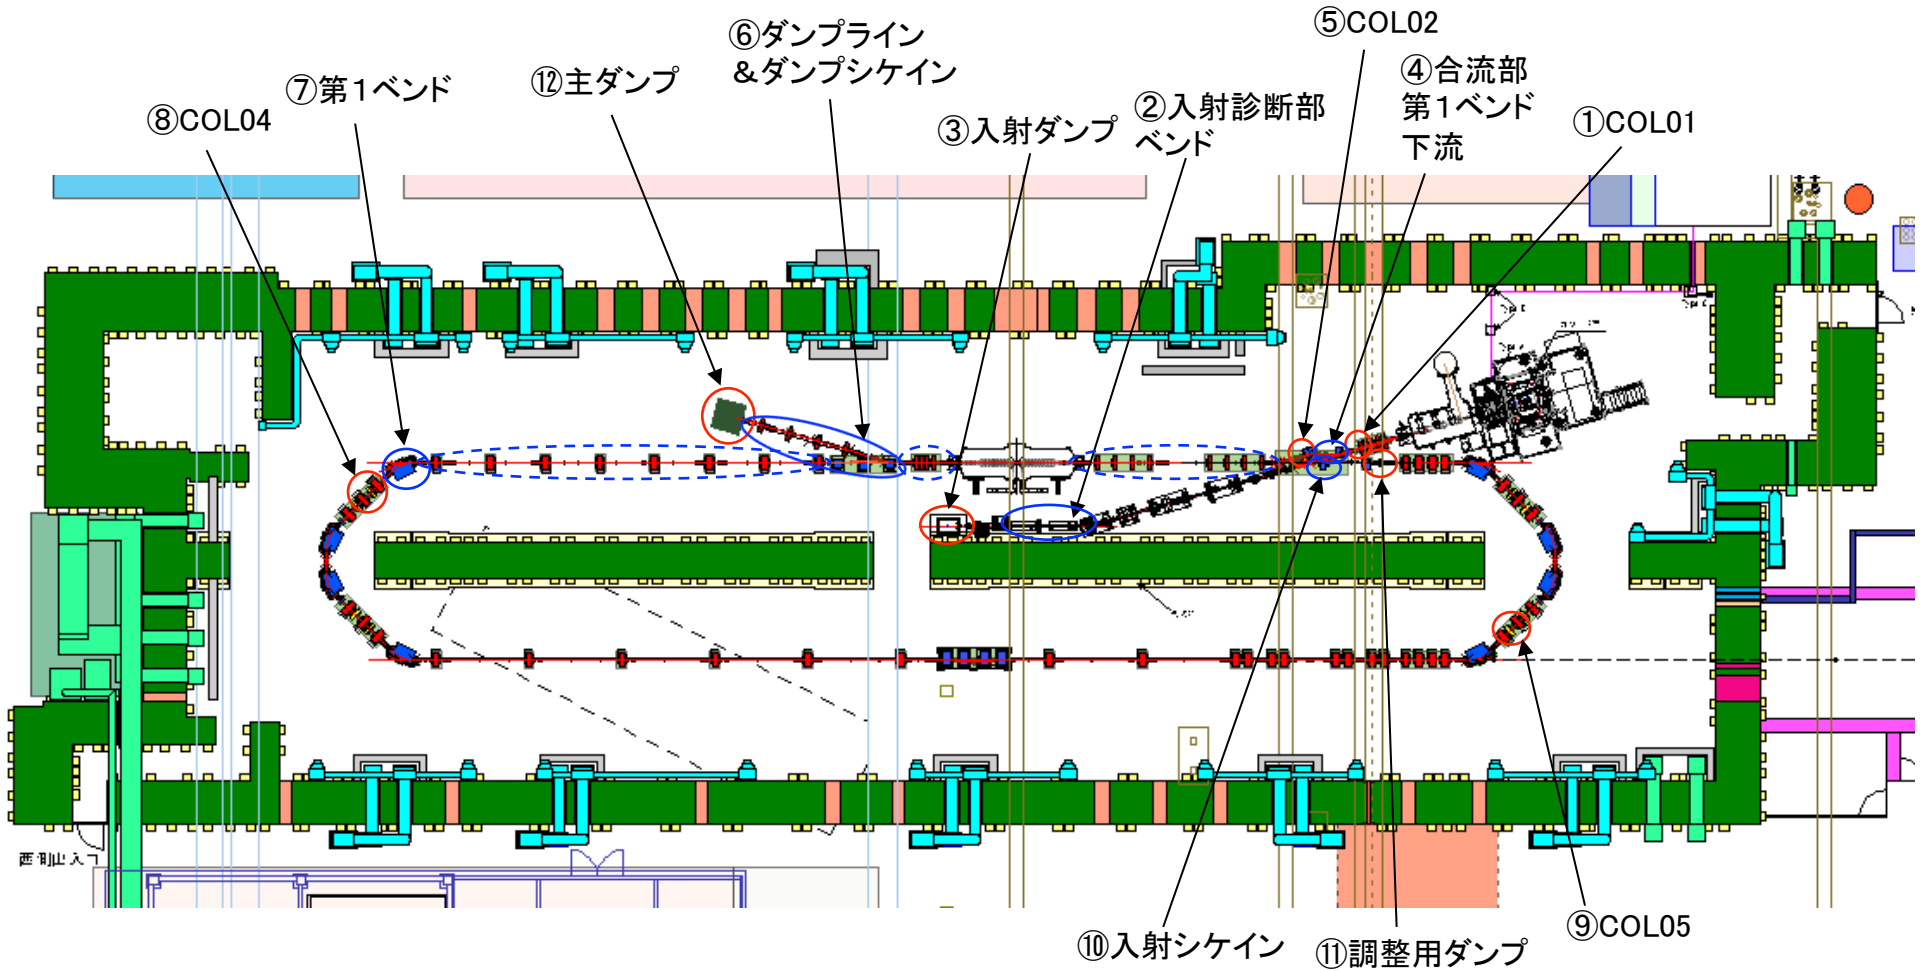 ⑤COL02
⑥ダンプライン
＆ダンプシケイン
④合流部
第１ベンド
下流
⑦第１ベンド
⑫主ダンプ
②入射診断部
ベンド
⑧COL04
③入射ダンプ
①COL01
西側出入口
⑨COL05
⑩入射シケイン
⑪調整用ダンプ